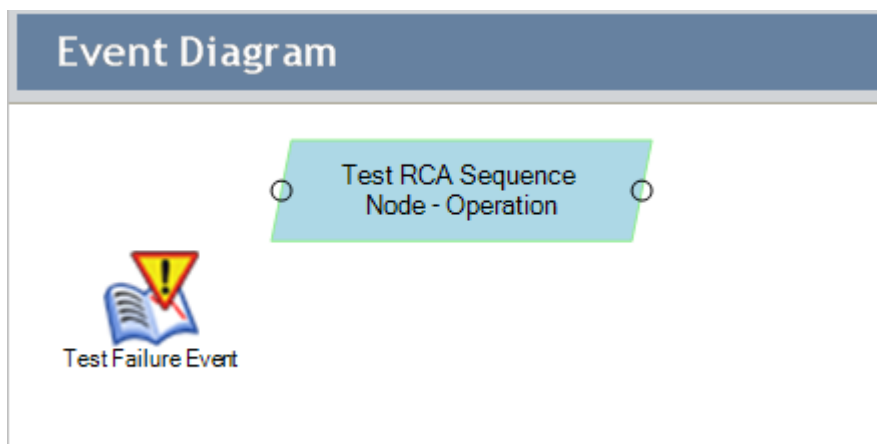 Event Diagram
Test RCA Sequence
Node - Operation
Test Failure Event